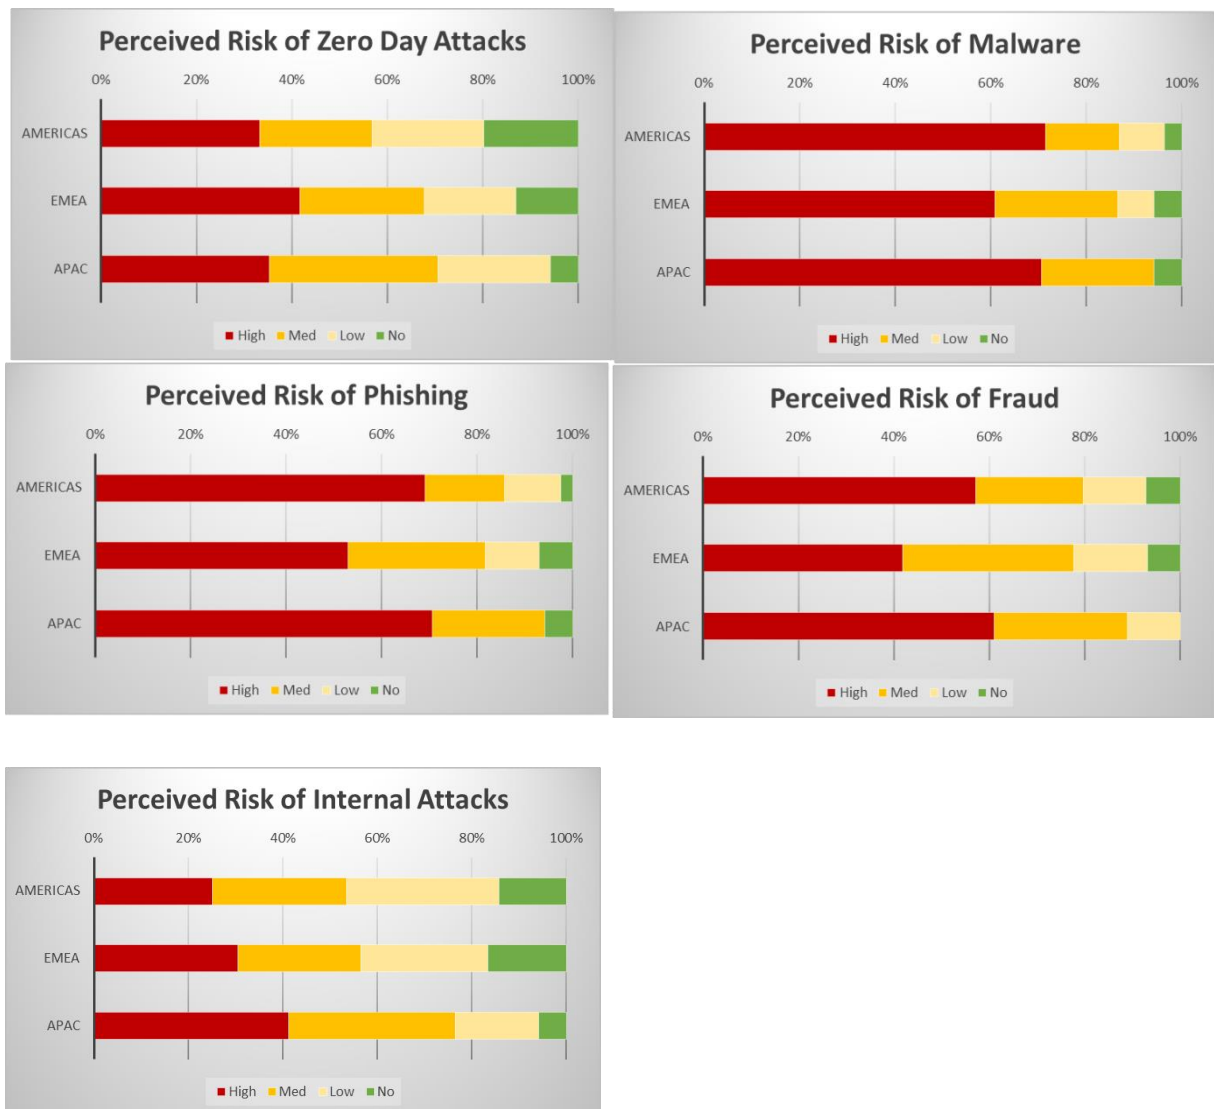 Perceived Risk of Zero Day Attacks
0% 20% 40% 60% 80% 100%
AMERICAS
EMEA
APAC
High Med Low No
Perceived Risk of Malware
0% 20% 40% 60% 80% 100%
AMERICAS
EMEA
APAC
High Med Low No
Perceived Risk of Phishing
0% 20% 40% 60% 80% 100%
AMERICAS
EMEA
APAC
High Med Low No
Perceived Risk of Fraud
0% 20% 40% 60% 80% 100%
AMERICAS
EMEA
APAC
High Med Low No
Perceived Risk of Internal Attacks
0% 20% 40% 60% 80% 100%
AMERICAS
EMEA
APAC
High Med Low No